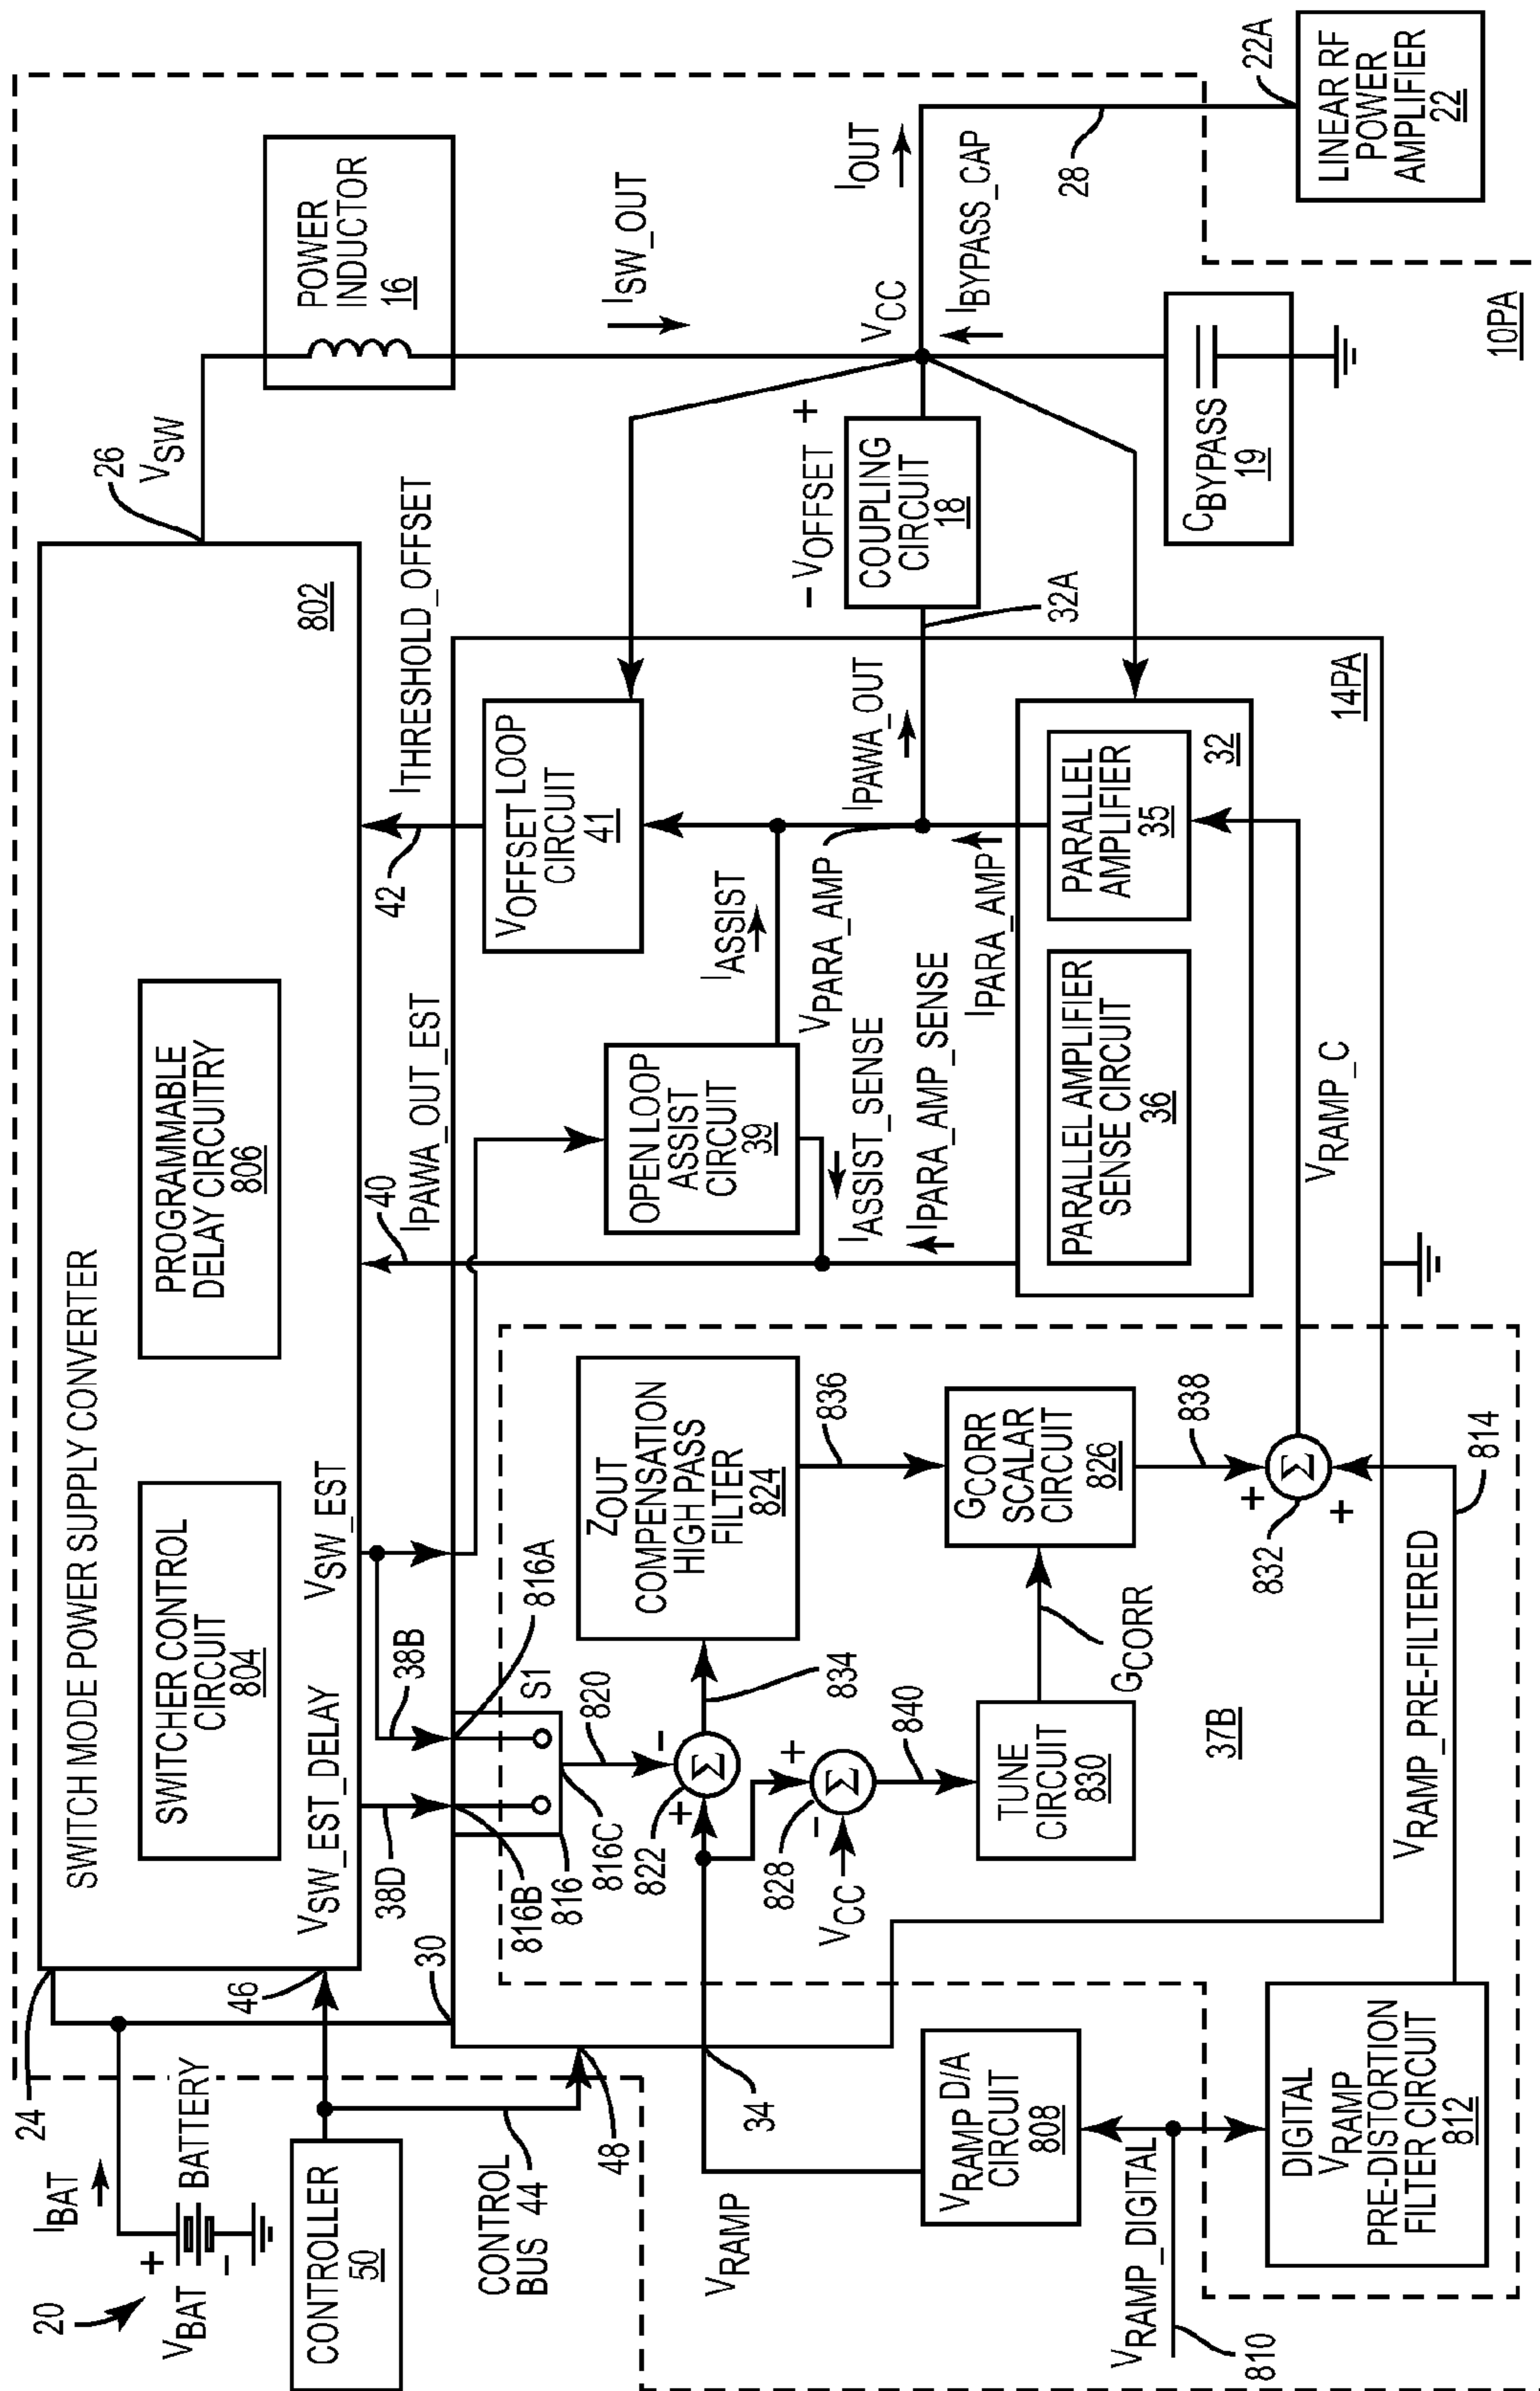 20
VBAT
+
-
IBAT
BATTERY
24
CONTROLLER
50
CONTROL
BUS 44
46
48
30
34
SWITCH MODE POWER SUPPLY CONVERTER
802
SWITCHER CONTROL
CIRCUIT
804
PROGRAMMABLE
DELAY CIRCUITRY
806
26
VSW
POWER
INDUCTOR
16
ISW_OUT
VSW_EST_DELAY
38D
VSW_EST
38B
40
IPAWA_OUT_EST
42
ITHRESHOLD_OFFSET
816B
816
816C
816A
S1
820
822
+
-
834
ZOUT
COMPENSATION
HIGH PASS
FILTER
824
836
828
-
+
VCC
840
TUNE
CIRCUIT
830
GCORR
GCORR
SCALAR
CIRCUIT
826
838
832
+
+
37B
VRAMP
VRAMP D/A
CIRCUIT
808
VRAMP_DIGITAL
810
DIGITAL
VRAMP
PRE-DISTORTION
FILTER CIRCUIT
812
VRAMP_PRE-FILTERED
814
VRAMP_C
OPEN LOOP
ASSIST
CIRCUIT
39
IASSIST
IASSIST_SENSE
IPARA_AMP_SENSE
VOFFSET LOOP
CIRCUIT
41
VPARA_AMP
IPARA_AMP
IPAWA_OUT
PARALLEL AMPLIFIER
SENSE CIRCUIT
36
PARALLEL
AMPLIFIER
35
32
14PA
32A
- VOFFSET +
COUPLING
CIRCUIT
18
VCC
IOUT
IBYPASS_CAP
CBYPASS
19
28
22A
LINEAR RF
POWER
AMPLIFIER
22
10PA